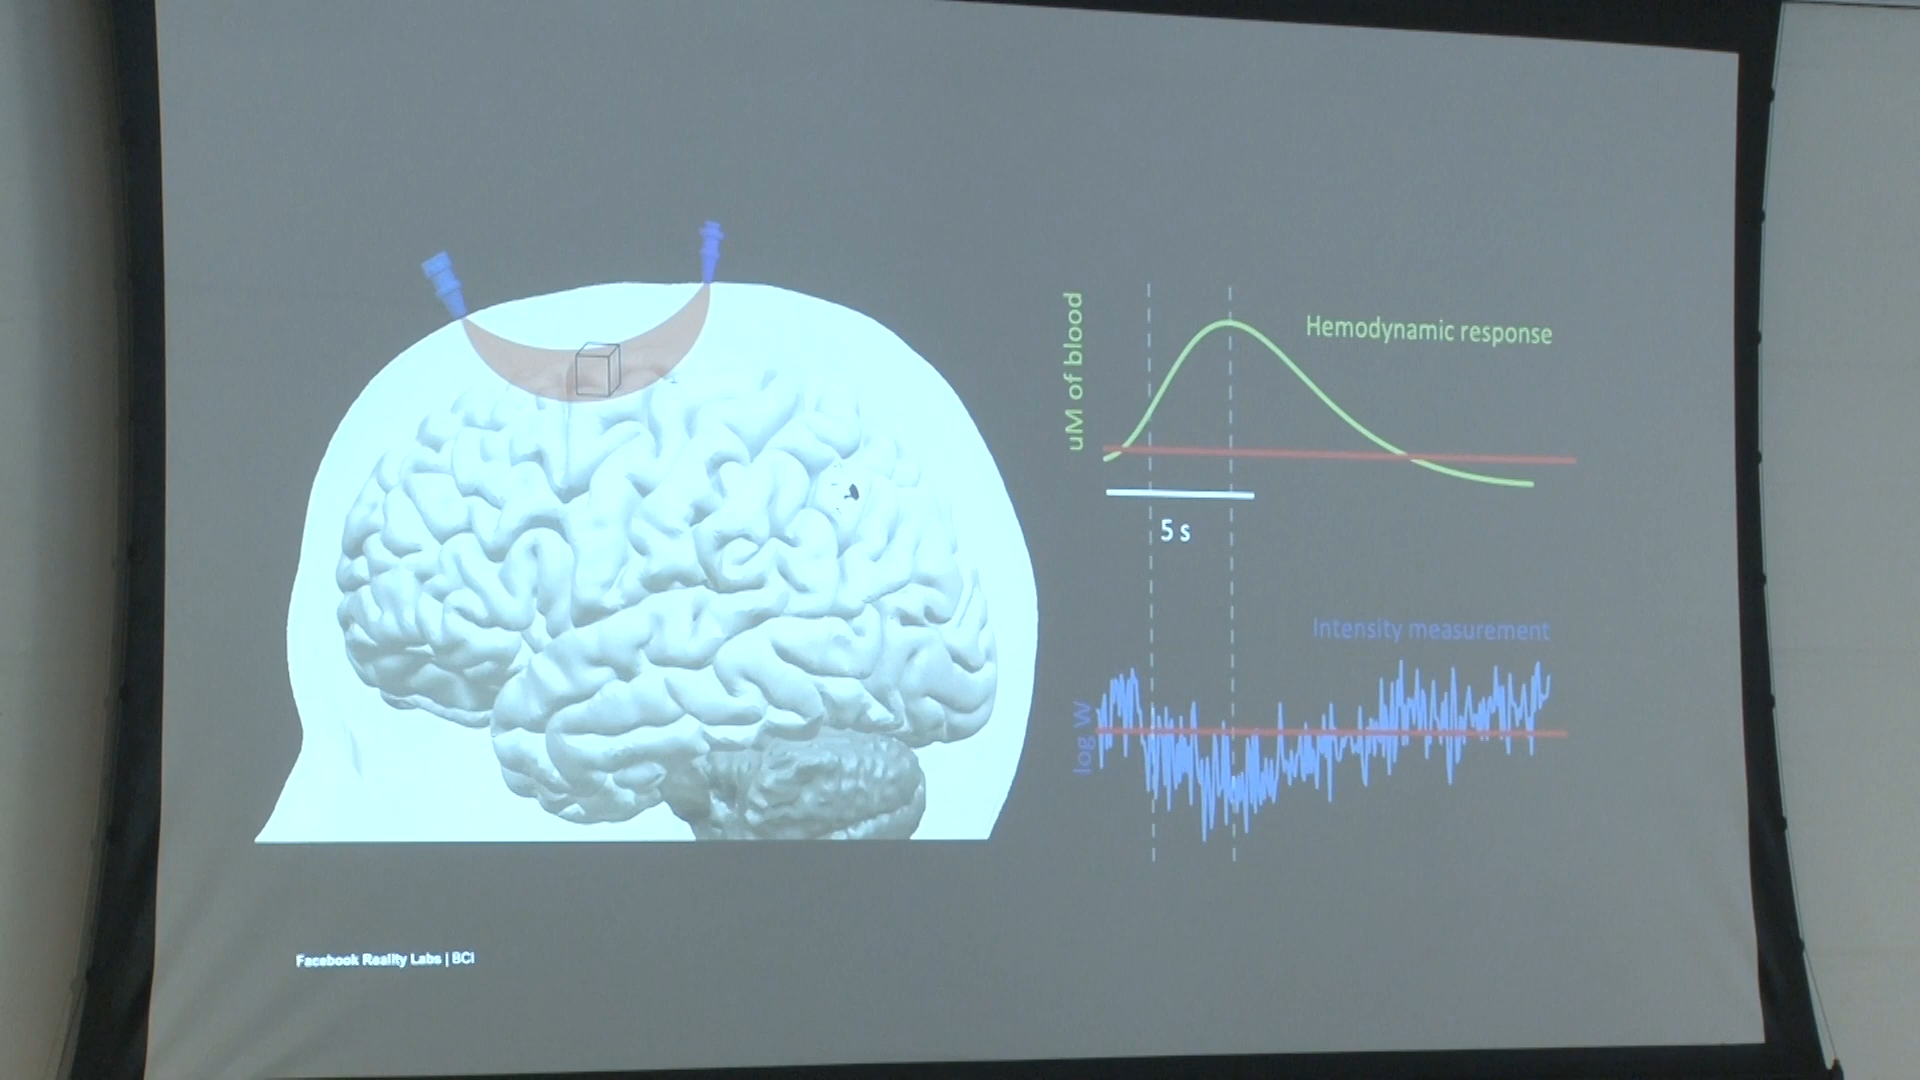 uM of blood
Hemodynamic response
5 s
Intensity measurement
log W
Facebook Reality Labs | BCI